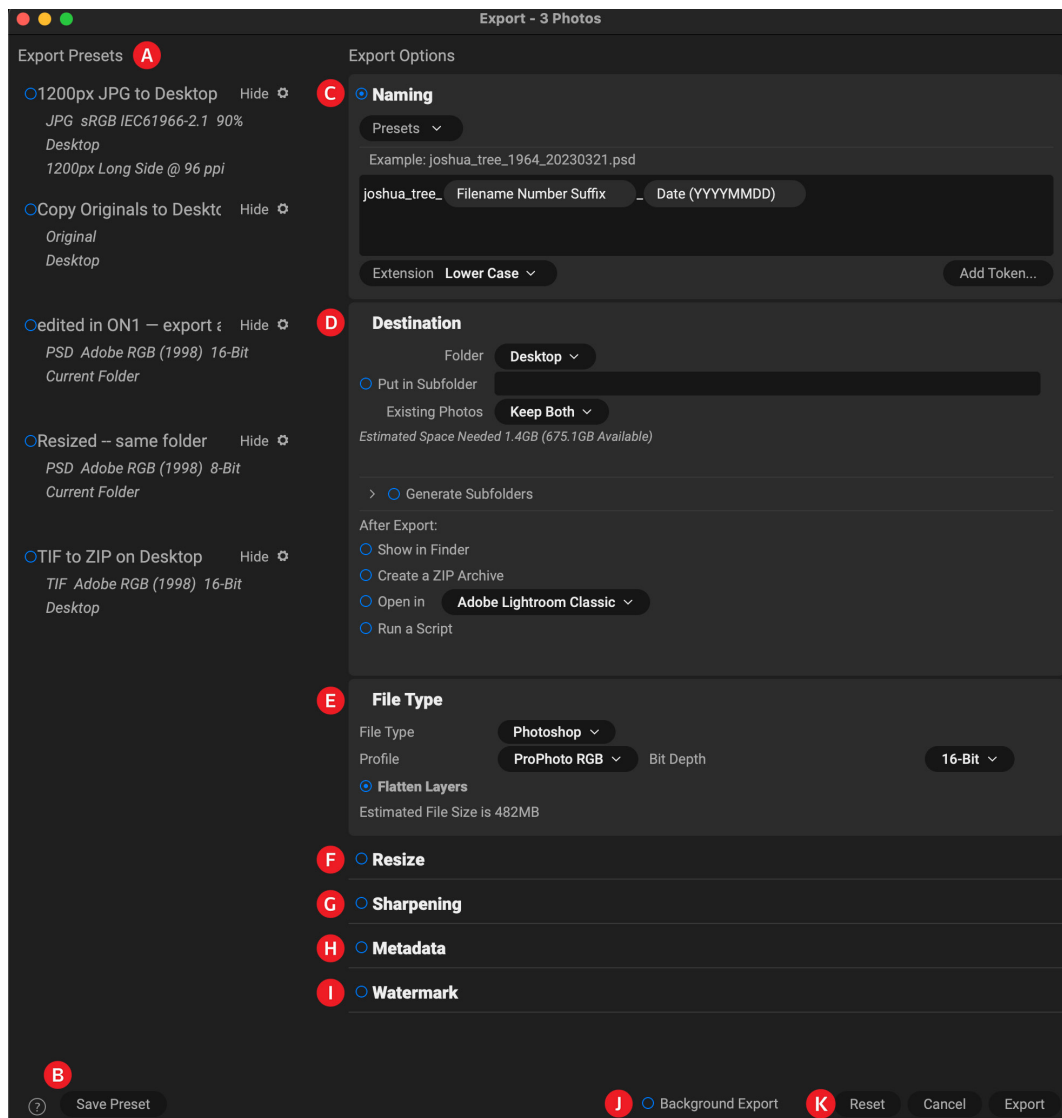 Export - 3 Photos
Export Presets A
1200px JPG to Desktop Hide
JPG sRGB IEC61966-2.1 90%
Desktop
1200px Long Side @ 96 ppi
Copy Originals to Desktc Hide
Original
Desktop
edited in ON1 — export a Hide
PSD Adobe RGB (1998) 16-Bit
Current Folder
Resized -- same folder Hide
PSD Adobe RGB (1998) 8-Bit
Current Folder
TIF to ZIP on Desktop Hide
TIF Adobe RGB (1998) 16-Bit
Desktop
B
? Save Preset
Export Options
C Naming
Presets
Example: joshua_tree_1964_20230321.psd
joshua_tree_ Filename Number Suffix _ Date (YYYYMMDD)
Extension Lower Case Add Token...
D Destination
Folder Desktop
Put in Subfolder
Existing Photos Keep Both
Estimated Space Needed 1.4GB (675.1GB Available)
> Generate Subfolders
After Export:
Show in Finder
Create a ZIP Archive
Open in Adobe Lightroom Classic
Run a Script
E File Type
File Type Photoshop
Profile ProPhoto RGB Bit Depth 16-Bit
Flatten Layers
Estimated File Size is 482MB
F Resize
G Sharpening
H Metadata
I Watermark
J Background Export K Reset Cancel Export